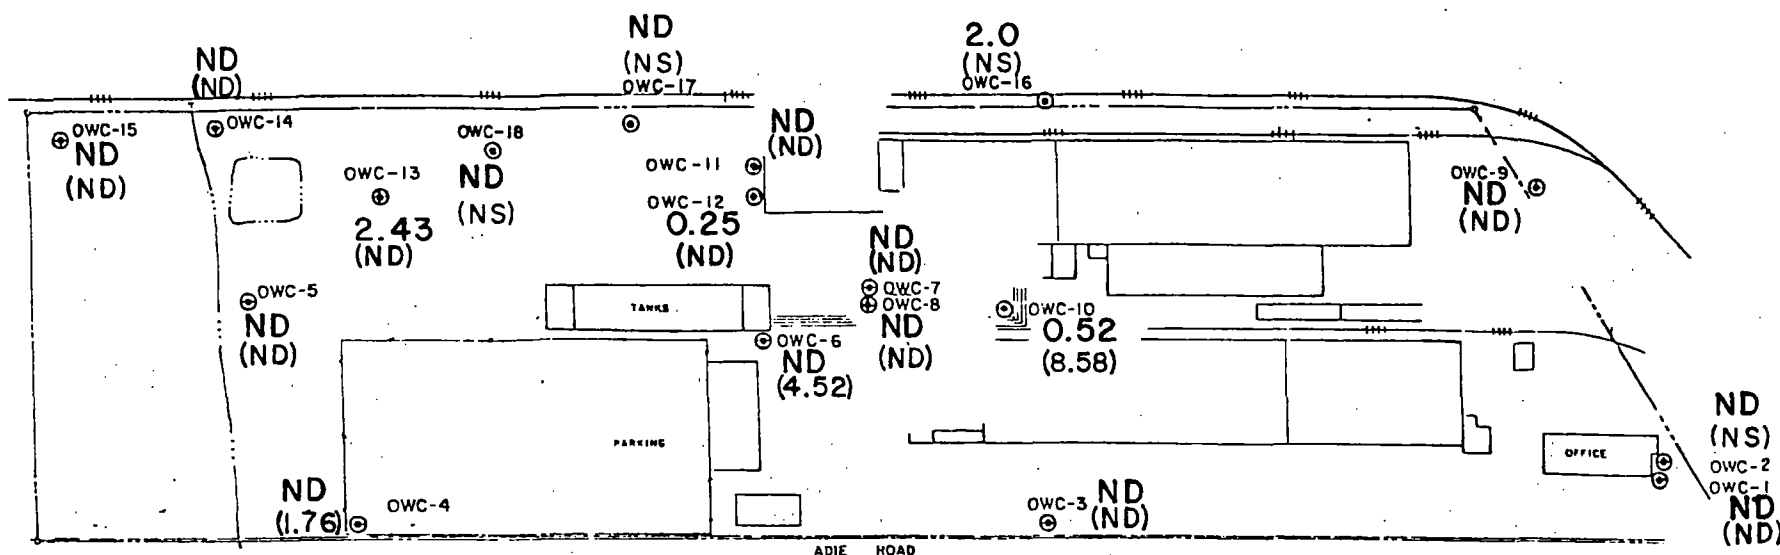 ND
(NS)
OWC-17
2.0
(NS)
OWC-16
ND
(ND)
OWC-14
OWC-15
ND
(ND)
OWC-18
ND
(NS)
ND
(ND)
OWC-11
OWC-12
0.25
(ND)
OWC-13
2.43
(ND)
OWC-9
ND
(ND)
ND
(ND)
OWC-7
OWC-8
ND
(ND)
OWC-5
ND
(ND)
TANKS
OWC-6
ND
(4.52)
OWC-10
0.52
(8.58)
PARKING
OFFICE
ND
(NS)
OWC-2
OWC-1
ND
(ND)
ND
(1.76)
OWC-4
OWC-3
ND
(ND)
ADIE ROAD